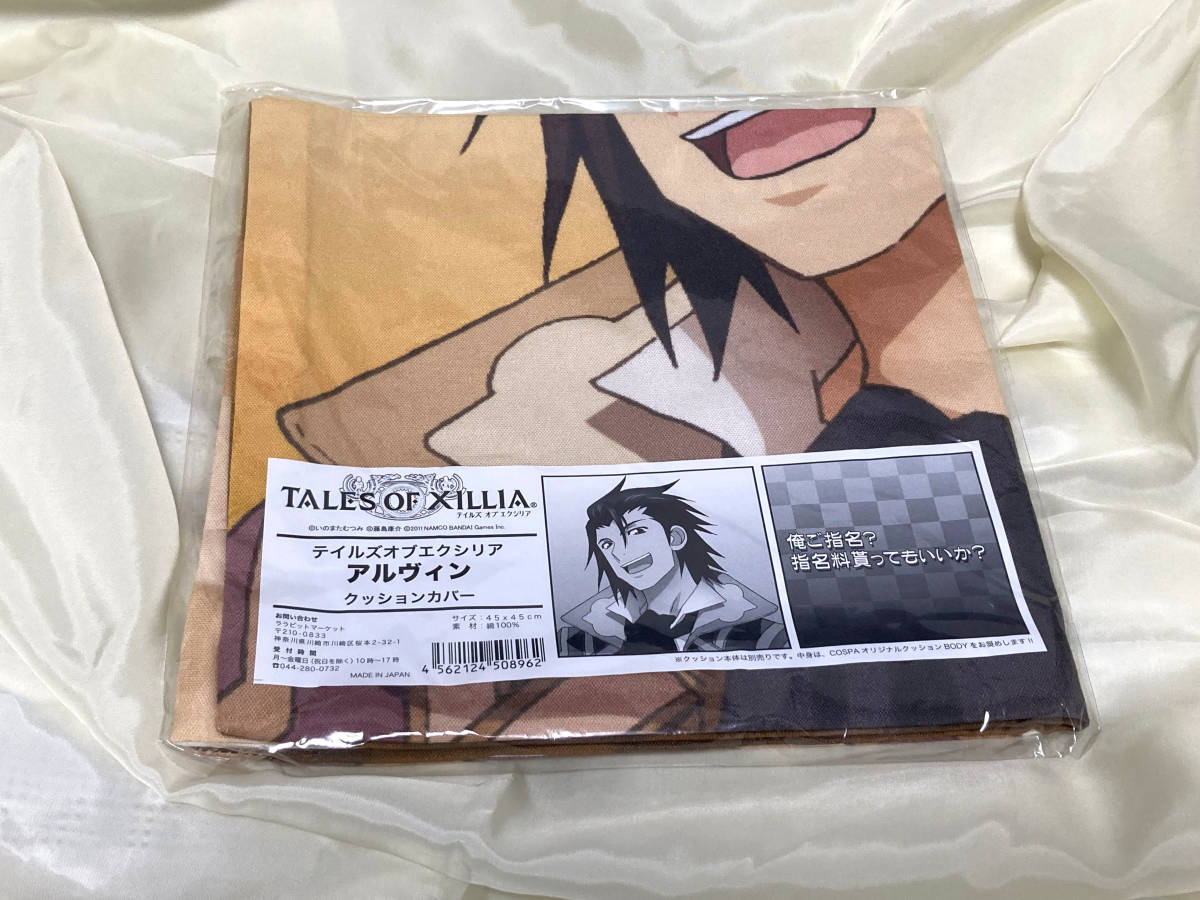 TALES OF XILLIA®
テイルズ オブ エクシリア
©いのまたむつみ ©藤島康介 ©2011 NAMCO BANDAI Games Inc.
テイルズオブエクシリア
アルヴィン
クッションカバー
お問い合わせ
ララビットマーケット
〒210-0833
神奈川県川崎市川崎区桜本2-32-1
受付時間
月～金曜日(祝日を除く)10時～17時
☎044-280-0732
MADE IN JAPAN
サイズ:45x45cm
素材:綿100%
4 562124 508962
俺ご指名?
指名料貰ってもいいか?
※クッション本体は別売りです。中身は、COSPAオリジナルクッションBODYをお奨めします!!